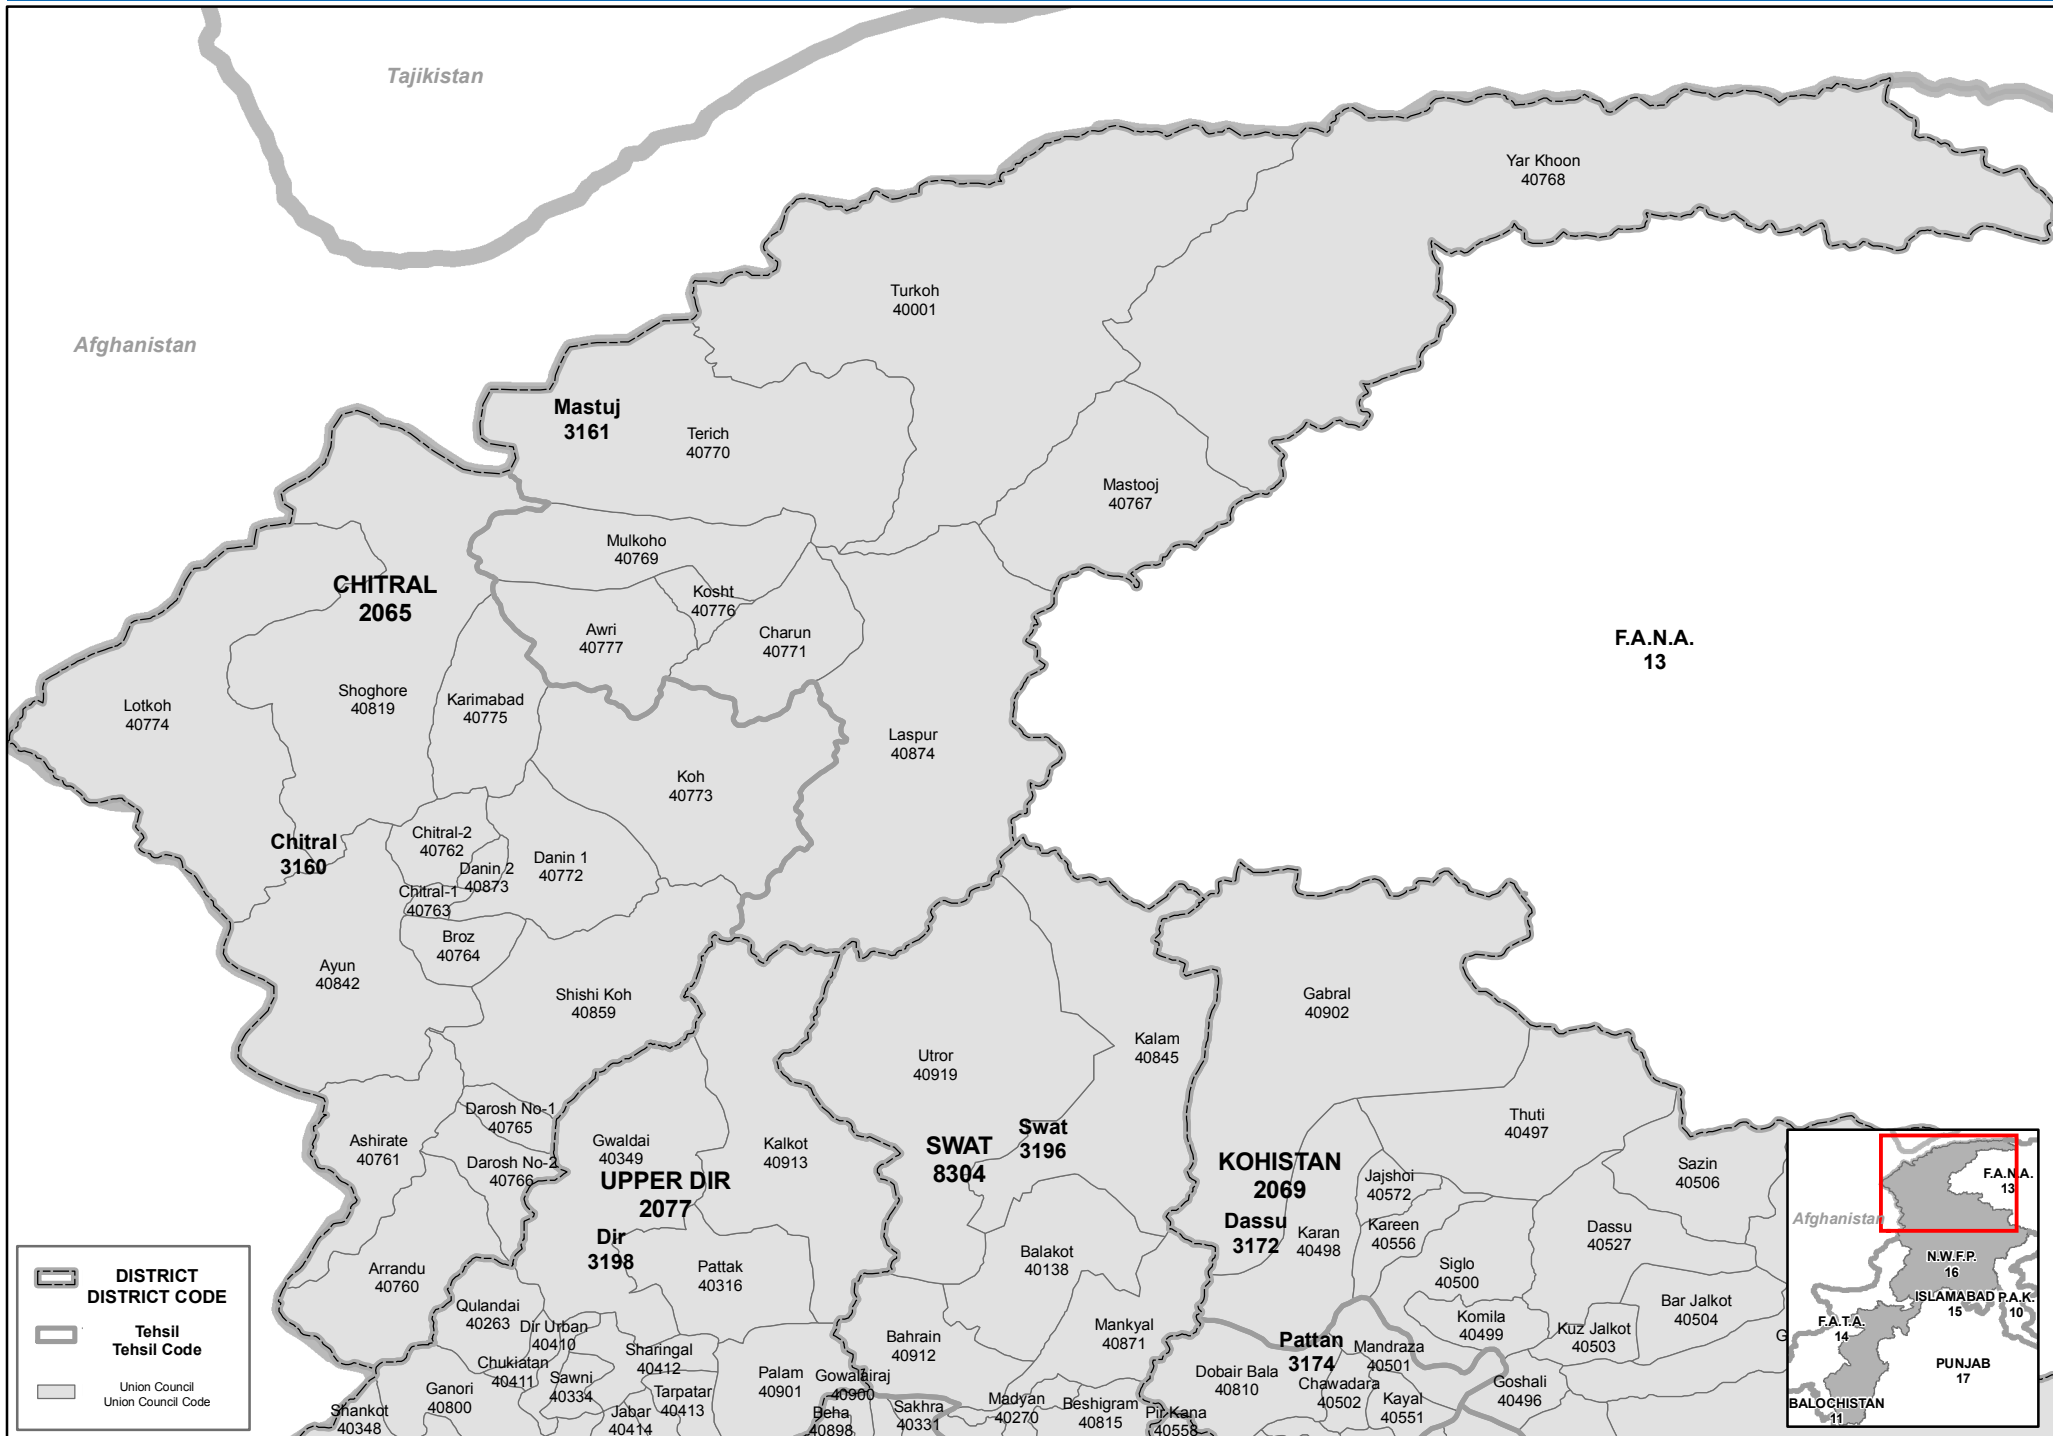 Tajikistan
Afghanistan
Yar Khoon
40768
Turkoh
40001
Mastuj
3161
Terich
40770
Mastooj
40767
Mulkoho
40769
CHITRAL
2065
Kosht
40776
Awri
40777
Charun
40771
F.A.N.A.
13
Lotkoh
40774
Shoghore
40819
Karimabad
40775
Laspur
40874
Koh
40773
Chitral
3160
Chitral-2
40762
Danin 2
40873
Danin 1
40772
Chitral-1
40763
Broz
40764
Ayun
40842
Shishi Koh
40859
Gabral
40902
Utror
40919
Kalam
40845
Darosh No-1
40765
Ashirate
40761
Darosh No-2
40766
Gwaldai
40349
Kalkot
40913
UPPER DIR
2077
SWAT
8304
Swat
3196
Thuti
40497
KOHISTAN
2069
Jajshoi
40572
Sazin
40506
Dassu
3172
Karan
40498
Kareen
40556
Dassu
40527
Dir
3198
Pattak
40316
Balakot
40138
Siglo
40500
Arrandu
40760
Bar Jalkot
40504
Komila
40499
Kuz Jalkot
40503
G
Qulandai
40263
Dir Urban
40410
Sharingal
40412
Bahrain
40912
Mankyal
40871
Pattan
3174
Mandraza
40501
Chukiatan
40411
Sawni
40334
Palam
40901
Gowalairaj
40900
Dobair Bala
40810
Chawadara
40502
Kayal
40551
Goshali
40496
Ganori
40800
Tarpatar
40413
Shankot
40348
Jabar
40414
Beha
40898
Sakhra
40331
Madyan
40270
Beshigram
40815
Pir Kana
40558
DISTRICT
DISTRICT CODE
Tehsil
Tehsil Code
Union Council
Union Council Code
F.A.N.A.
13
Afghanistan
N.W.F.P.
16
ISLAMABAD
15
P.A.K.
10
F.A.T.A.
14
PUNJAB
17
BALOCHISTAN
11